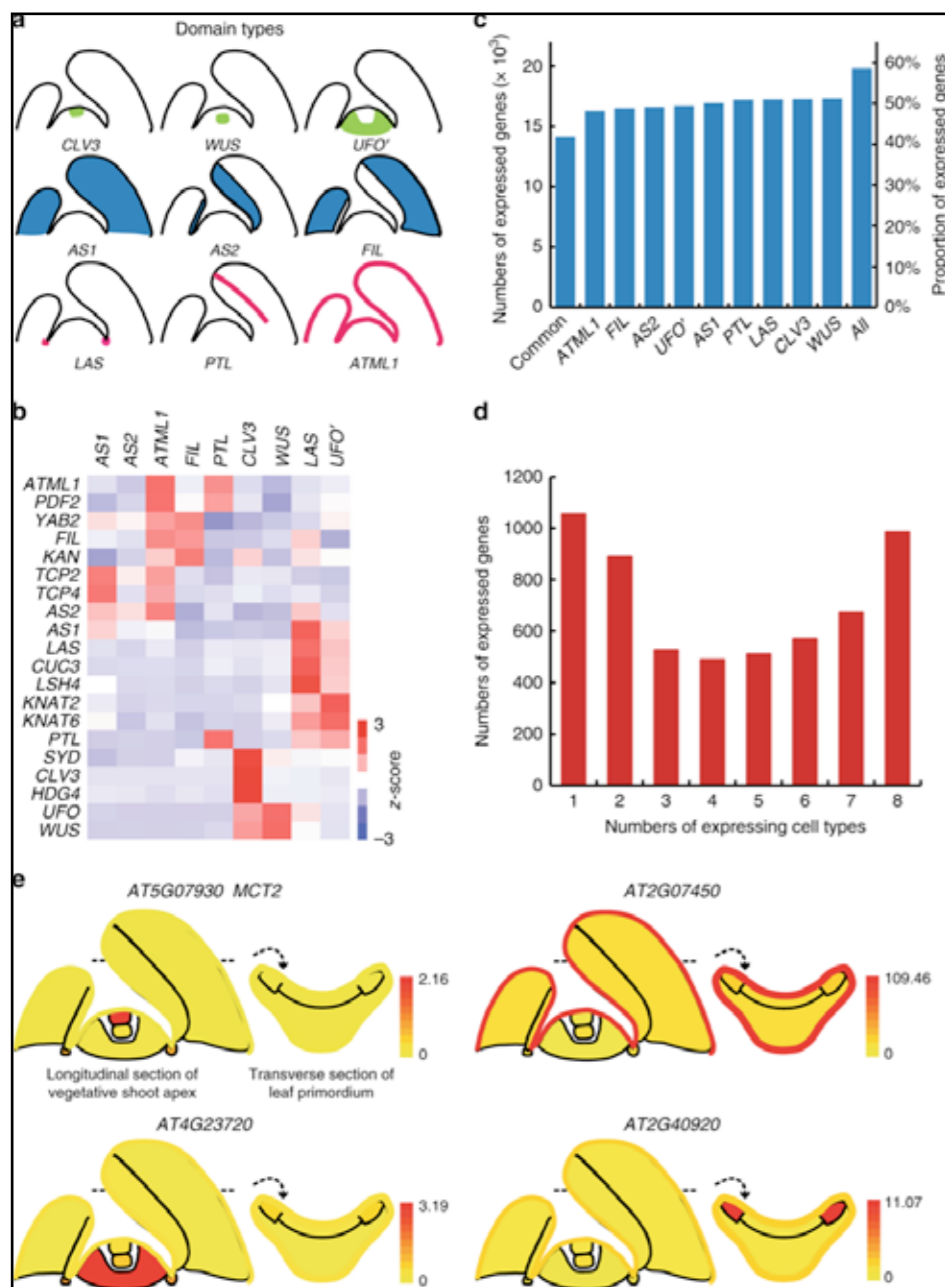 a
Domain types
CLV3 WUS UFO'
AS1 AS2 FIL
LAS PTL ATML1
b
AS1 AS2 ATML1 FIL PTL CLV3 WUS LAS UFO'
ATML1
PDF2
YAB2
FIL
KAN
TCP2
TCP4
AS2
AS1
LAS
CUC3
LSH4
KNAT2
KNAT6
PTL
SYD
CLV3
HDG4
UFO
WUS
3
z-score
−3
c
Numbers of expressed genes (× 10³)
20
15
10
5
0
60%
50%
40%
30%
20%
10%
0%
Proportion of expressed genes
Common ATML1 FIL AS2 UFO' AS1 PTL LAS CLV3 WUS All
d
Numbers of expressed genes
1200
1000
800
600
400
200
0
1 2 3 4 5 6 7 8
Numbers of expressing cell types
e
AT5G07930 MCT2
2.16
0
Longitudinal section of
vegetative shoot apex
Transverse section of
leaf primordium
AT2G07450
109.46
0
AT4G23720
3.19
0
AT2G40920
11.07
0